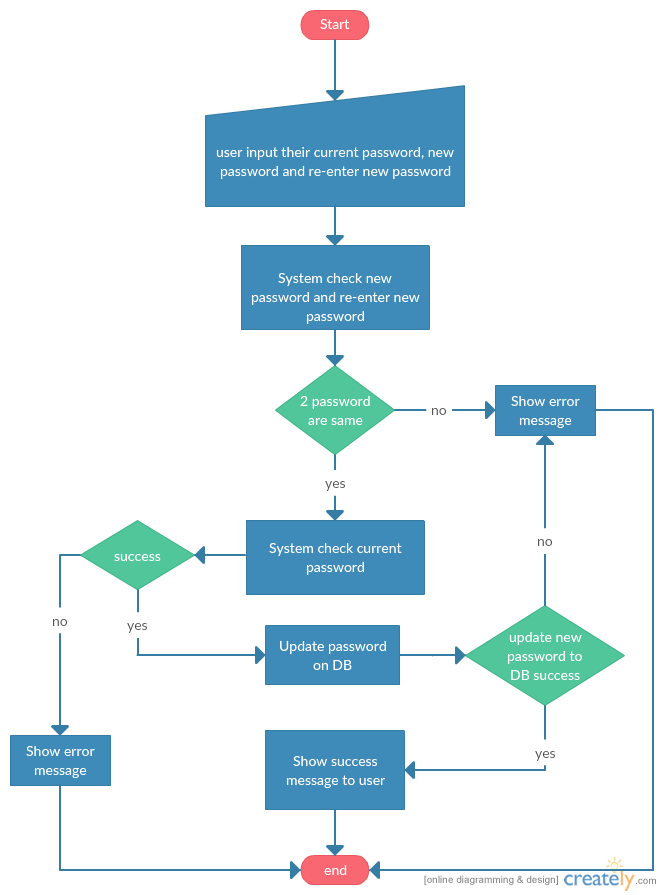 Start
user input their current password, new
password and re-enter new password
System check new
password and re-enter new
password
2 password
are same
no
Show error
message
yes
System check current
password
success
no
yes
Update password
on DB
update new
password to
DB success
no
yes
Show error
message
Show success
message to user
end
[online diagramming & design] creately.com